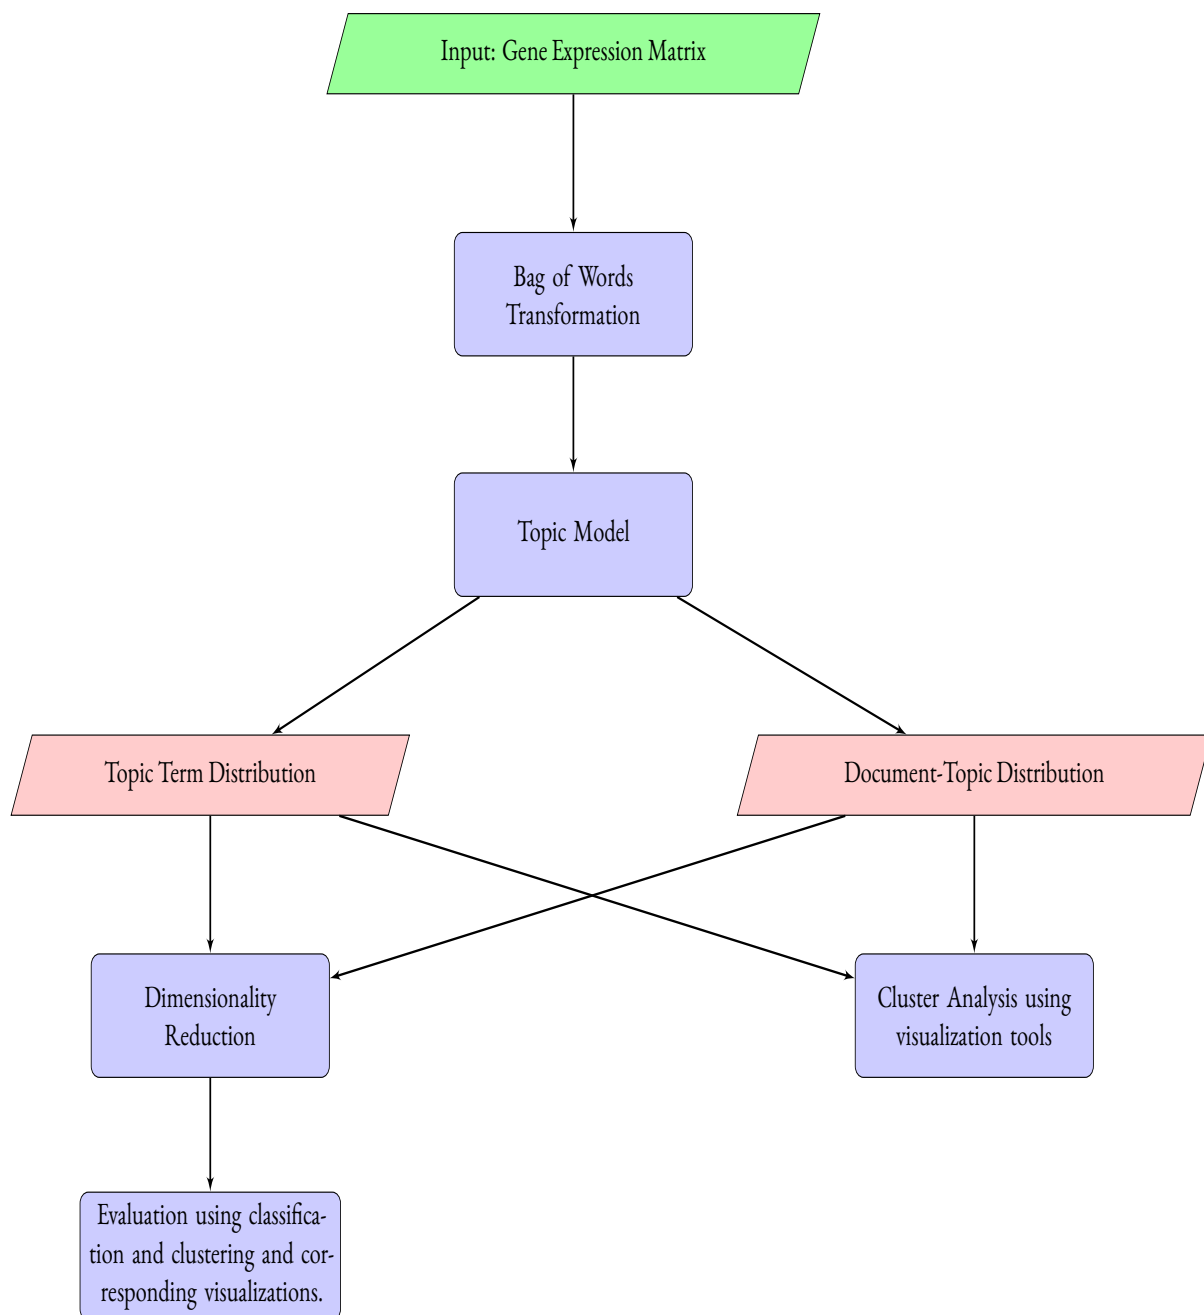 Input: Gene Expression Matrix
Bag of Words
Transformation
Topic Model
Topic Term Distribution
Document-Topic Distribution
Dimensionality
Reduction
Cluster Analysis using
visualization tools
Evaluation using classifica-
tion and clustering and cor-
responding visualizations.